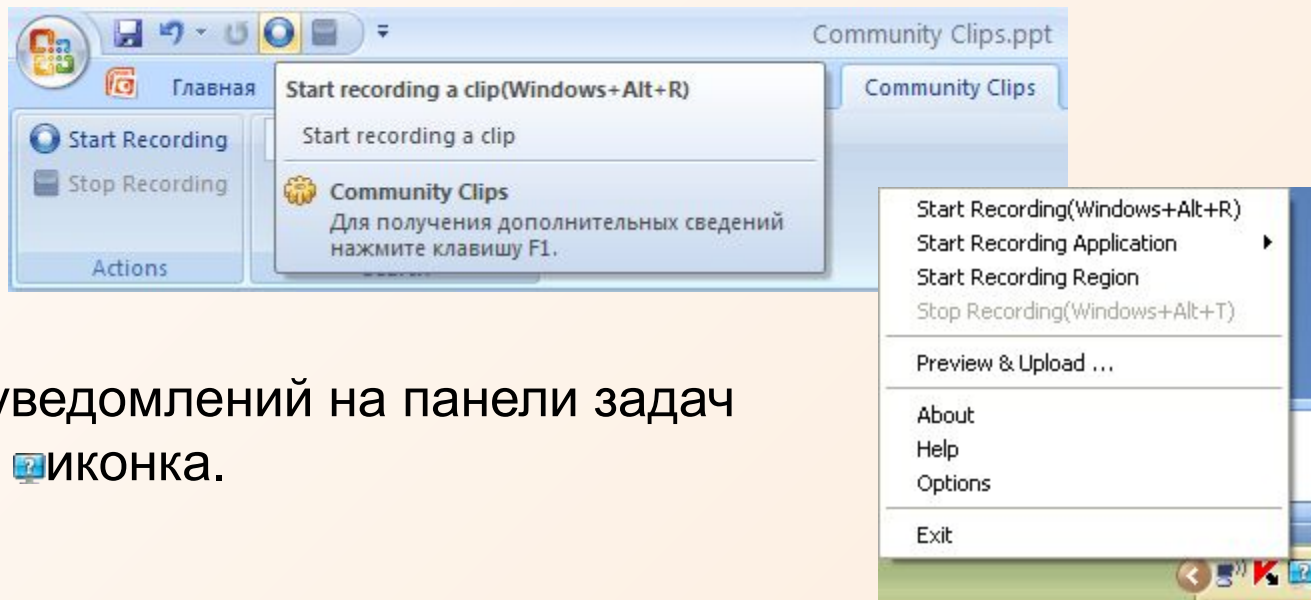 Community Clips.ppt
Главная
Community Clips
Start recording a clip(Windows+Alt+R)
Start recording a clip
Community Clips
Для получения дополнительных сведений
нажмите клавишу F1.
Start Recording
Stop Recording
Actions
Start Recording(Windows+Alt+R)
Start Recording Application
Start Recording Region
Stop Recording(Windows+Alt+T)
Preview & Upload ...
About
Help
Options
Exit
уведомлений на панели задач
иконка.